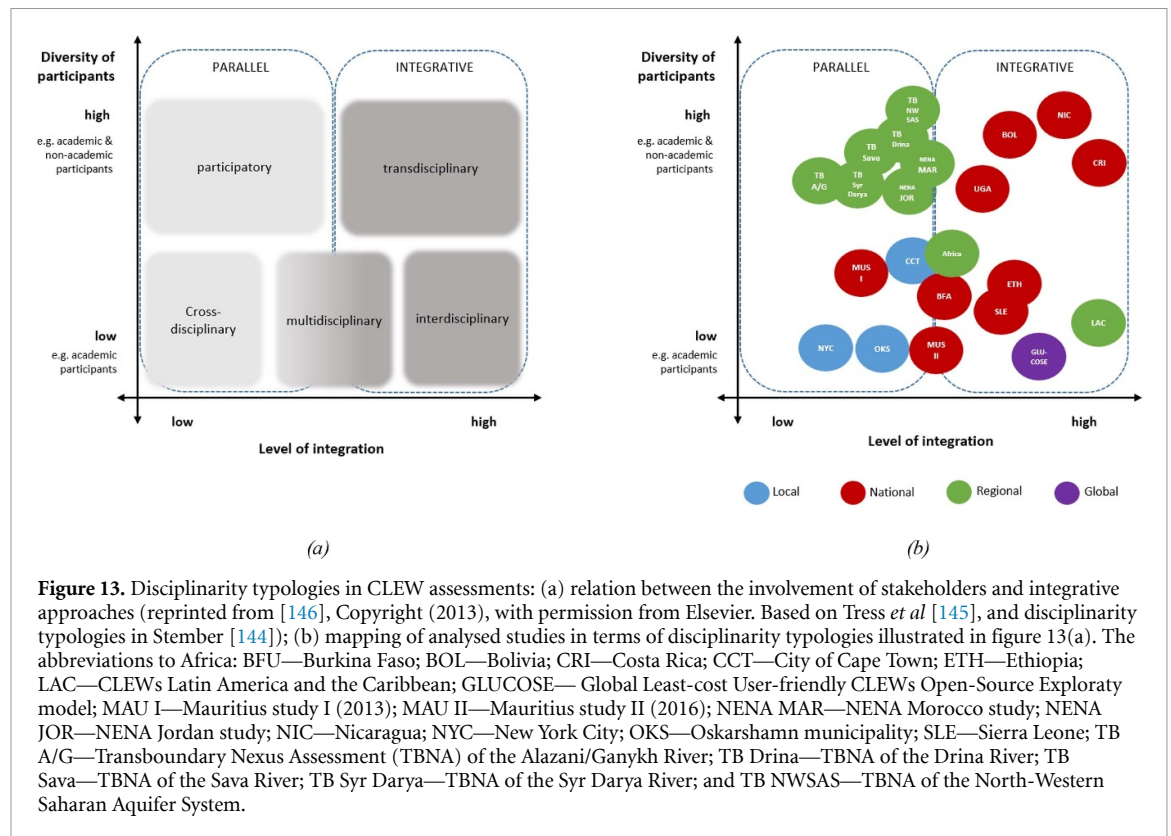 Diversity of
participants
high
e.g. academic &
non-academic
participants
low
e.g. academic
participants
PARALLEL
INTEGRATIVE
participatory
transdisciplinary
Cross-
disciplinary
multidisciplinary
interdisciplinary
low
high
Level of integration
(a)
Diversity of
participants
high
e.g. academic &
non-academic
participants
low
e.g. academic
participants
PARALLEL
INTEGRATIVE
TB
NW
SAS
TB
Drina
TB
Sava
NENA
MAR
TB
A/G
TB
Syr
Darya
NENA
JOR
BOL
NIC
CRI
UGA
MUS
I
CCT
Africa
BFA
ETH
SLE
LAC
NYC
OKS
MUS
II
GLU-
COSE
low
high
Level of integration
Local
National
Regional
Global
(b)
Figure 13. Disciplinarity typologies in CLEW assessments: (a) relation between the involvement of stakeholders and integrative
approaches (reprinted from [146], Copyright (2013), with permission from Elsevier. Based on Tress et al [145], and disciplinarity
typologies in Stember [144]); (b) mapping of analysed studies in terms of disciplinarity typologies illustrated in figure 13(a). The
abbreviations to Africa: BFU—Burkina Faso; BOL—Bolivia; CRI—Costa Rica; CCT—City of Cape Town; ETH—Ethiopia;
LAC—CLEWs Latin America and the Caribbean; GLUCOSE— Global Least-cost User-friendly CLEWs Open-Source Exploraty
model; MAU I—Mauritius study I (2013); MAU II—Mauritius study II (2016); NENA MAR—NENA Morocco study; NENA
JOR—NENA Jordan study; NIC—Nicaragua; NYC—New York City; OKS—Oskarshamn municipality; SLE—Sierra Leone; TB
A/G—Transboundary Nexus Assessment (TBNA) of the Alazani/Ganykh River; TB Drina—TBNA of the Drina River; TB
Sava—TBNA of the Sava River; TB Syr Darya—TBNA of the Syr Darya River; and TB NWSAS—TBNA of the North-Western
Saharan Aquifer System.